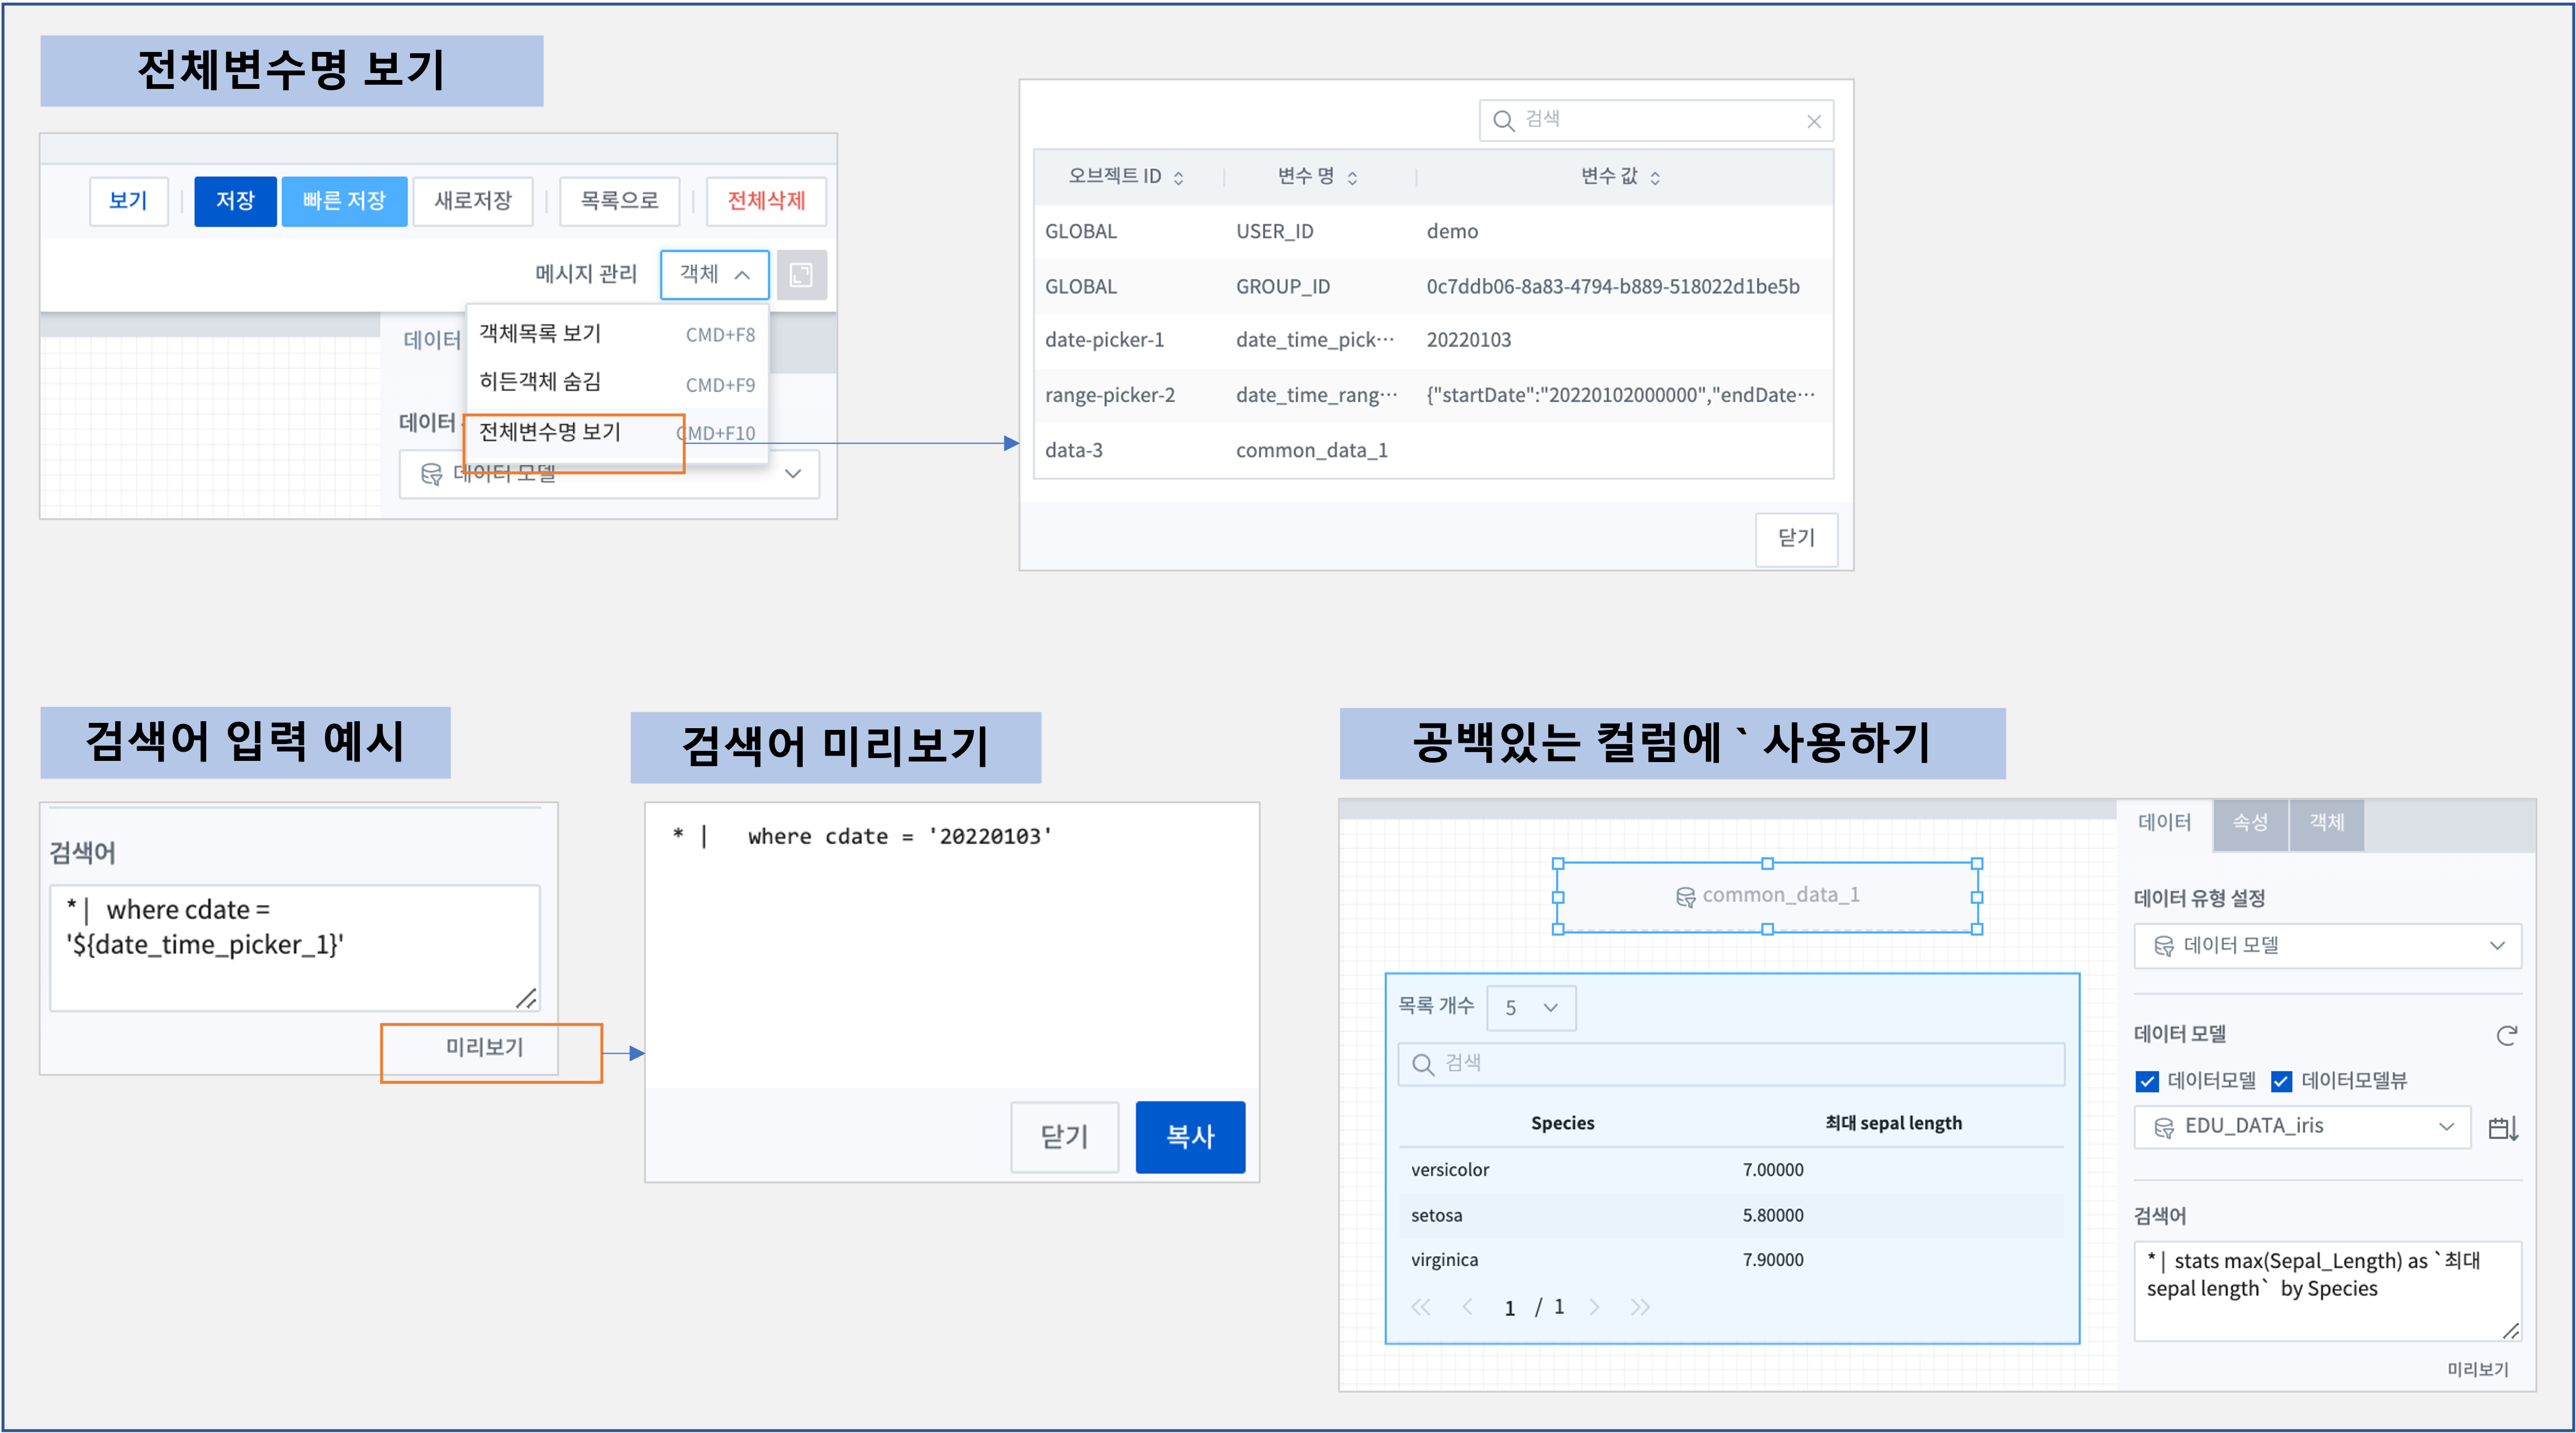 전체변수명 보기
보기
저장
빠른 저장
새로저장
목록으로
전체삭제
메시지 관리
객체
객체목록 보기 CMD+F8
히든객체 숨김 CMD+F9
전체변수명 보기 CMD+F10
데이터
데이터
데이터 모델
검색
오브젝트 ID 변수 명 변수 값
GLOBAL USER_ID demo
GLOBAL GROUP_ID 0c7ddb06-8a83-4794-b889-518022d1be5b
date-picker-1 date_time_pick··· 20220103
range-picker-2 date_time_rang··· {"startDate":"20220102000000","endDate···
data-3 common_data_1
닫기
검색어 입력 예시
검색어
* | where cdate =
'${date_time_picker_1}'
미리보기
검색어 미리보기
* | where cdate = '20220103'
닫기
복사
공백있는 컬럼에 ` 사용하기
common_data_1
목록 개수 5
검색
Species 최대 sepal length
versicolor 7.00000
setosa 5.80000
virginica 7.90000
1 / 1
데이터 속성 객체
데이터 유형 설정
데이터 모델
데이터 모델
데이터모델 데이터모델뷰
EDU_DATA_iris
검색어
* | stats max(Sepal_Length) as `최대
sepal length` by Species
미리보기